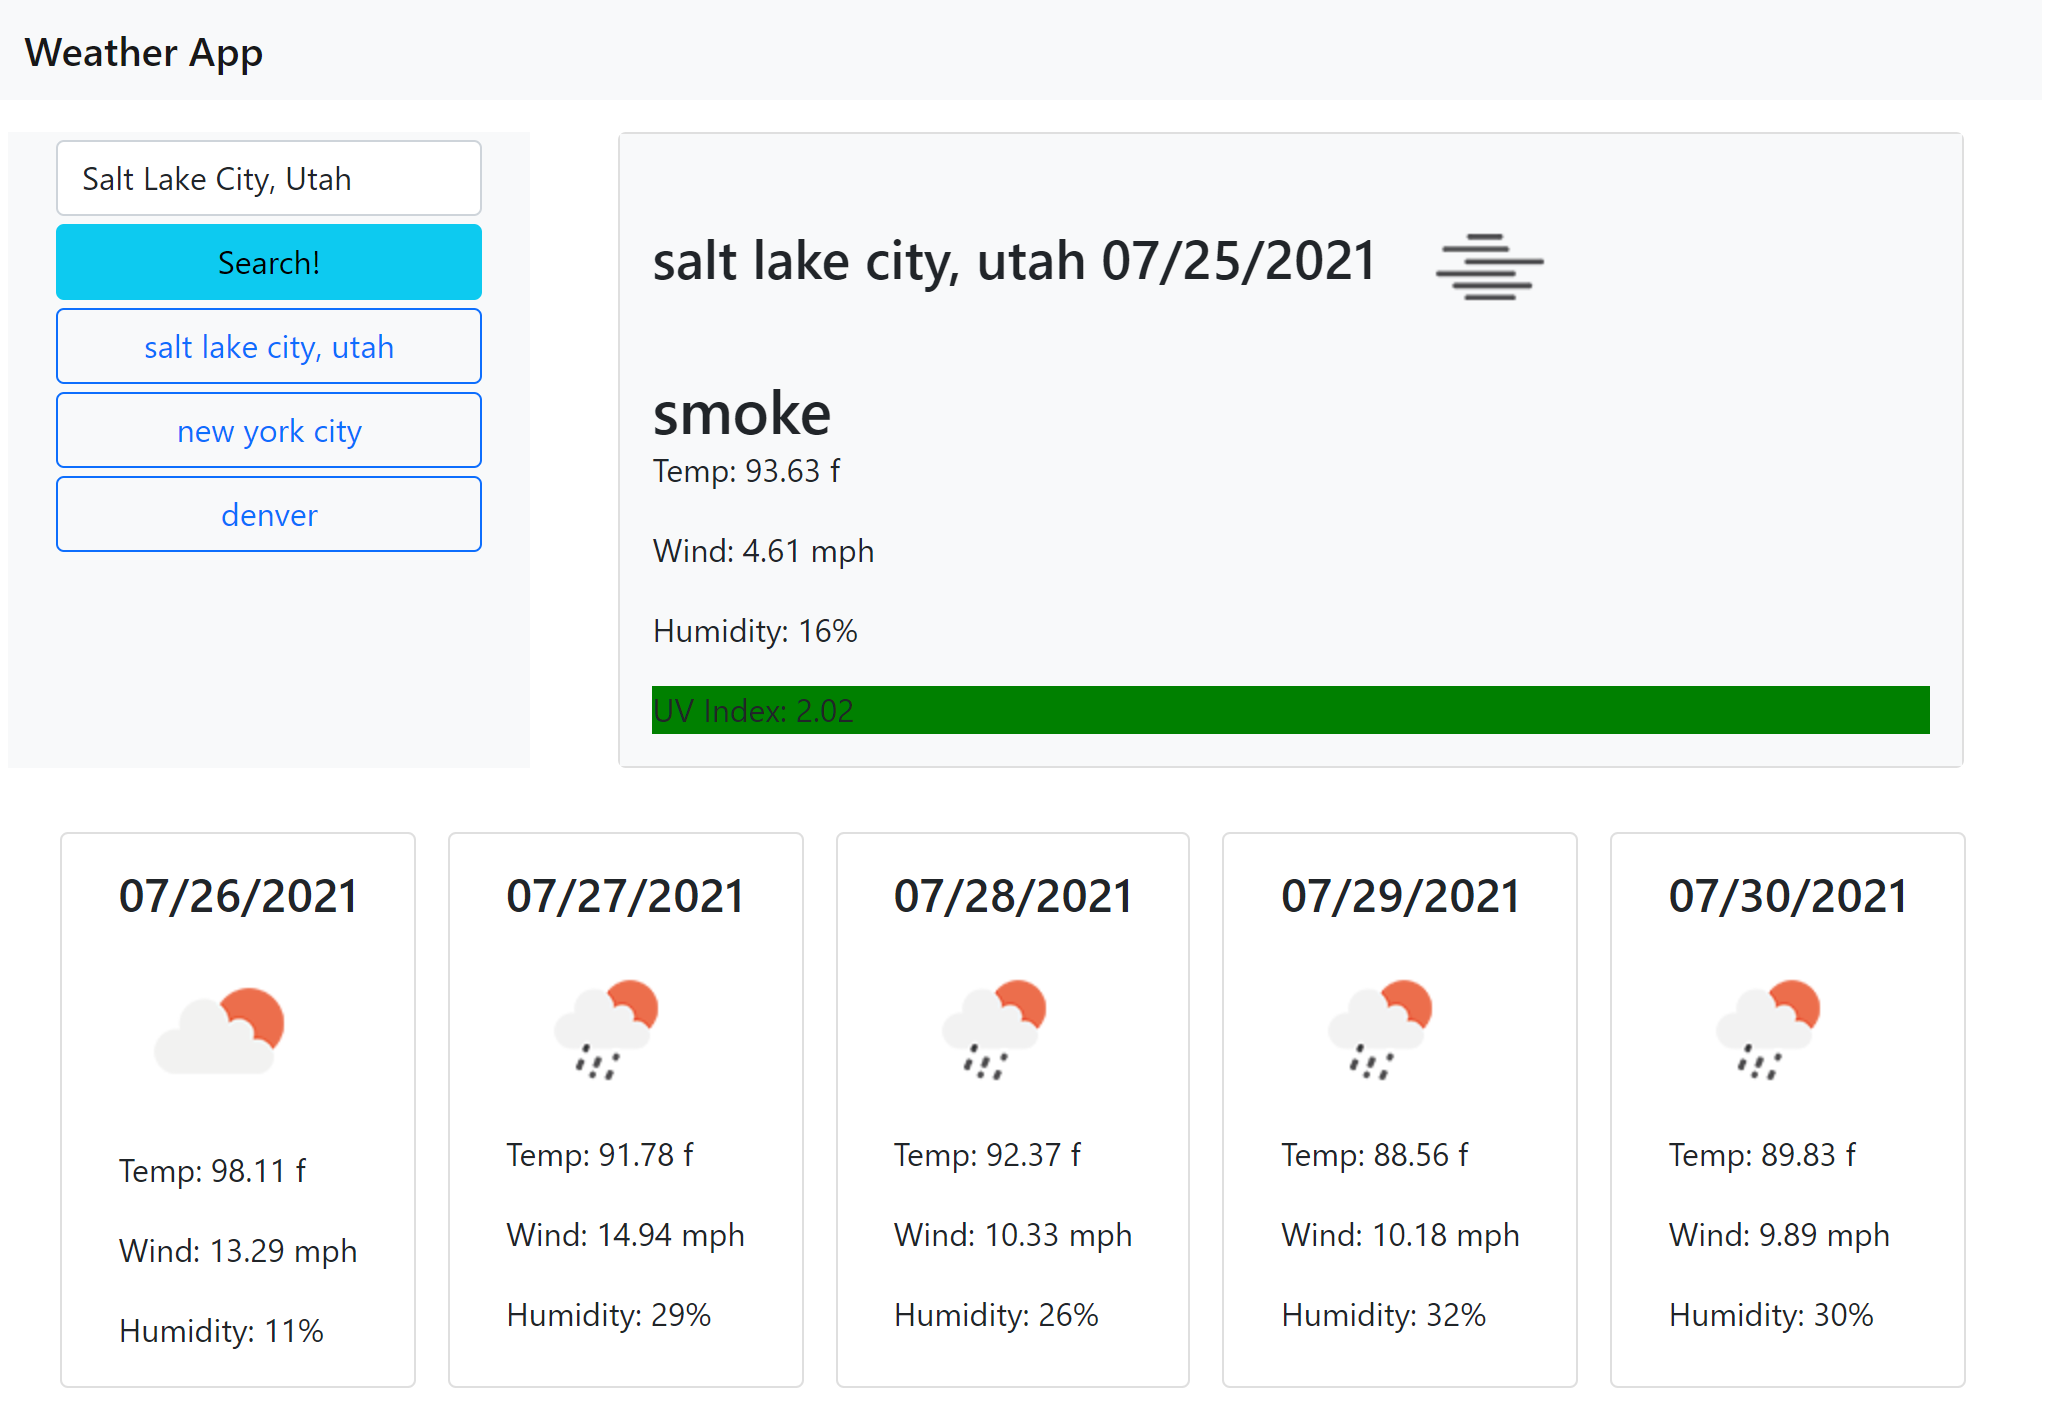 Weather App
Salt Lake City, Utah
Search!
salt lake city, utah
new york city
denver
salt lake city, utah 07/25/2021
smoke
Temp: 93.63 f
Wind: 4.61 mph
Humidity: 16%
UV Index: 2.02
07/26/2021
Temp: 98.11 f
Wind: 13.29 mph
Humidity: 11%
07/27/2021
Temp: 91.78 f
Wind: 14.94 mph
Humidity: 29%
07/28/2021
Temp: 92.37 f
Wind: 10.33 mph
Humidity: 26%
07/29/2021
Temp: 88.56 f
Wind: 10.18 mph
Humidity: 32%
07/30/2021
Temp: 89.83 f
Wind: 9.89 mph
Humidity: 30%